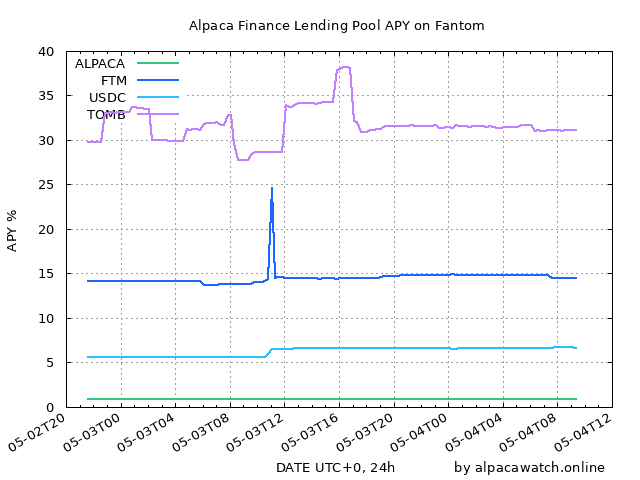 Alpaca Finance Lending Pool APY on Fantom
ALPACA
FTM
USDC
TOMB
APY %
40
35
30
25
20
15
10
5
0
05-02T20
05-03T00
05-03T04
05-03T08
05-03T12
05-03T16
05-03T20
05-04T00
05-04T04
05-04T08
05-04T12
DATE UTC+0, 24h
by alpacawatch.online